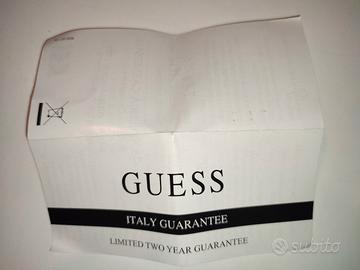 GUESS
ITALY GUARANTEE
LIMITED TWO YEAR GUARANTEE
subito